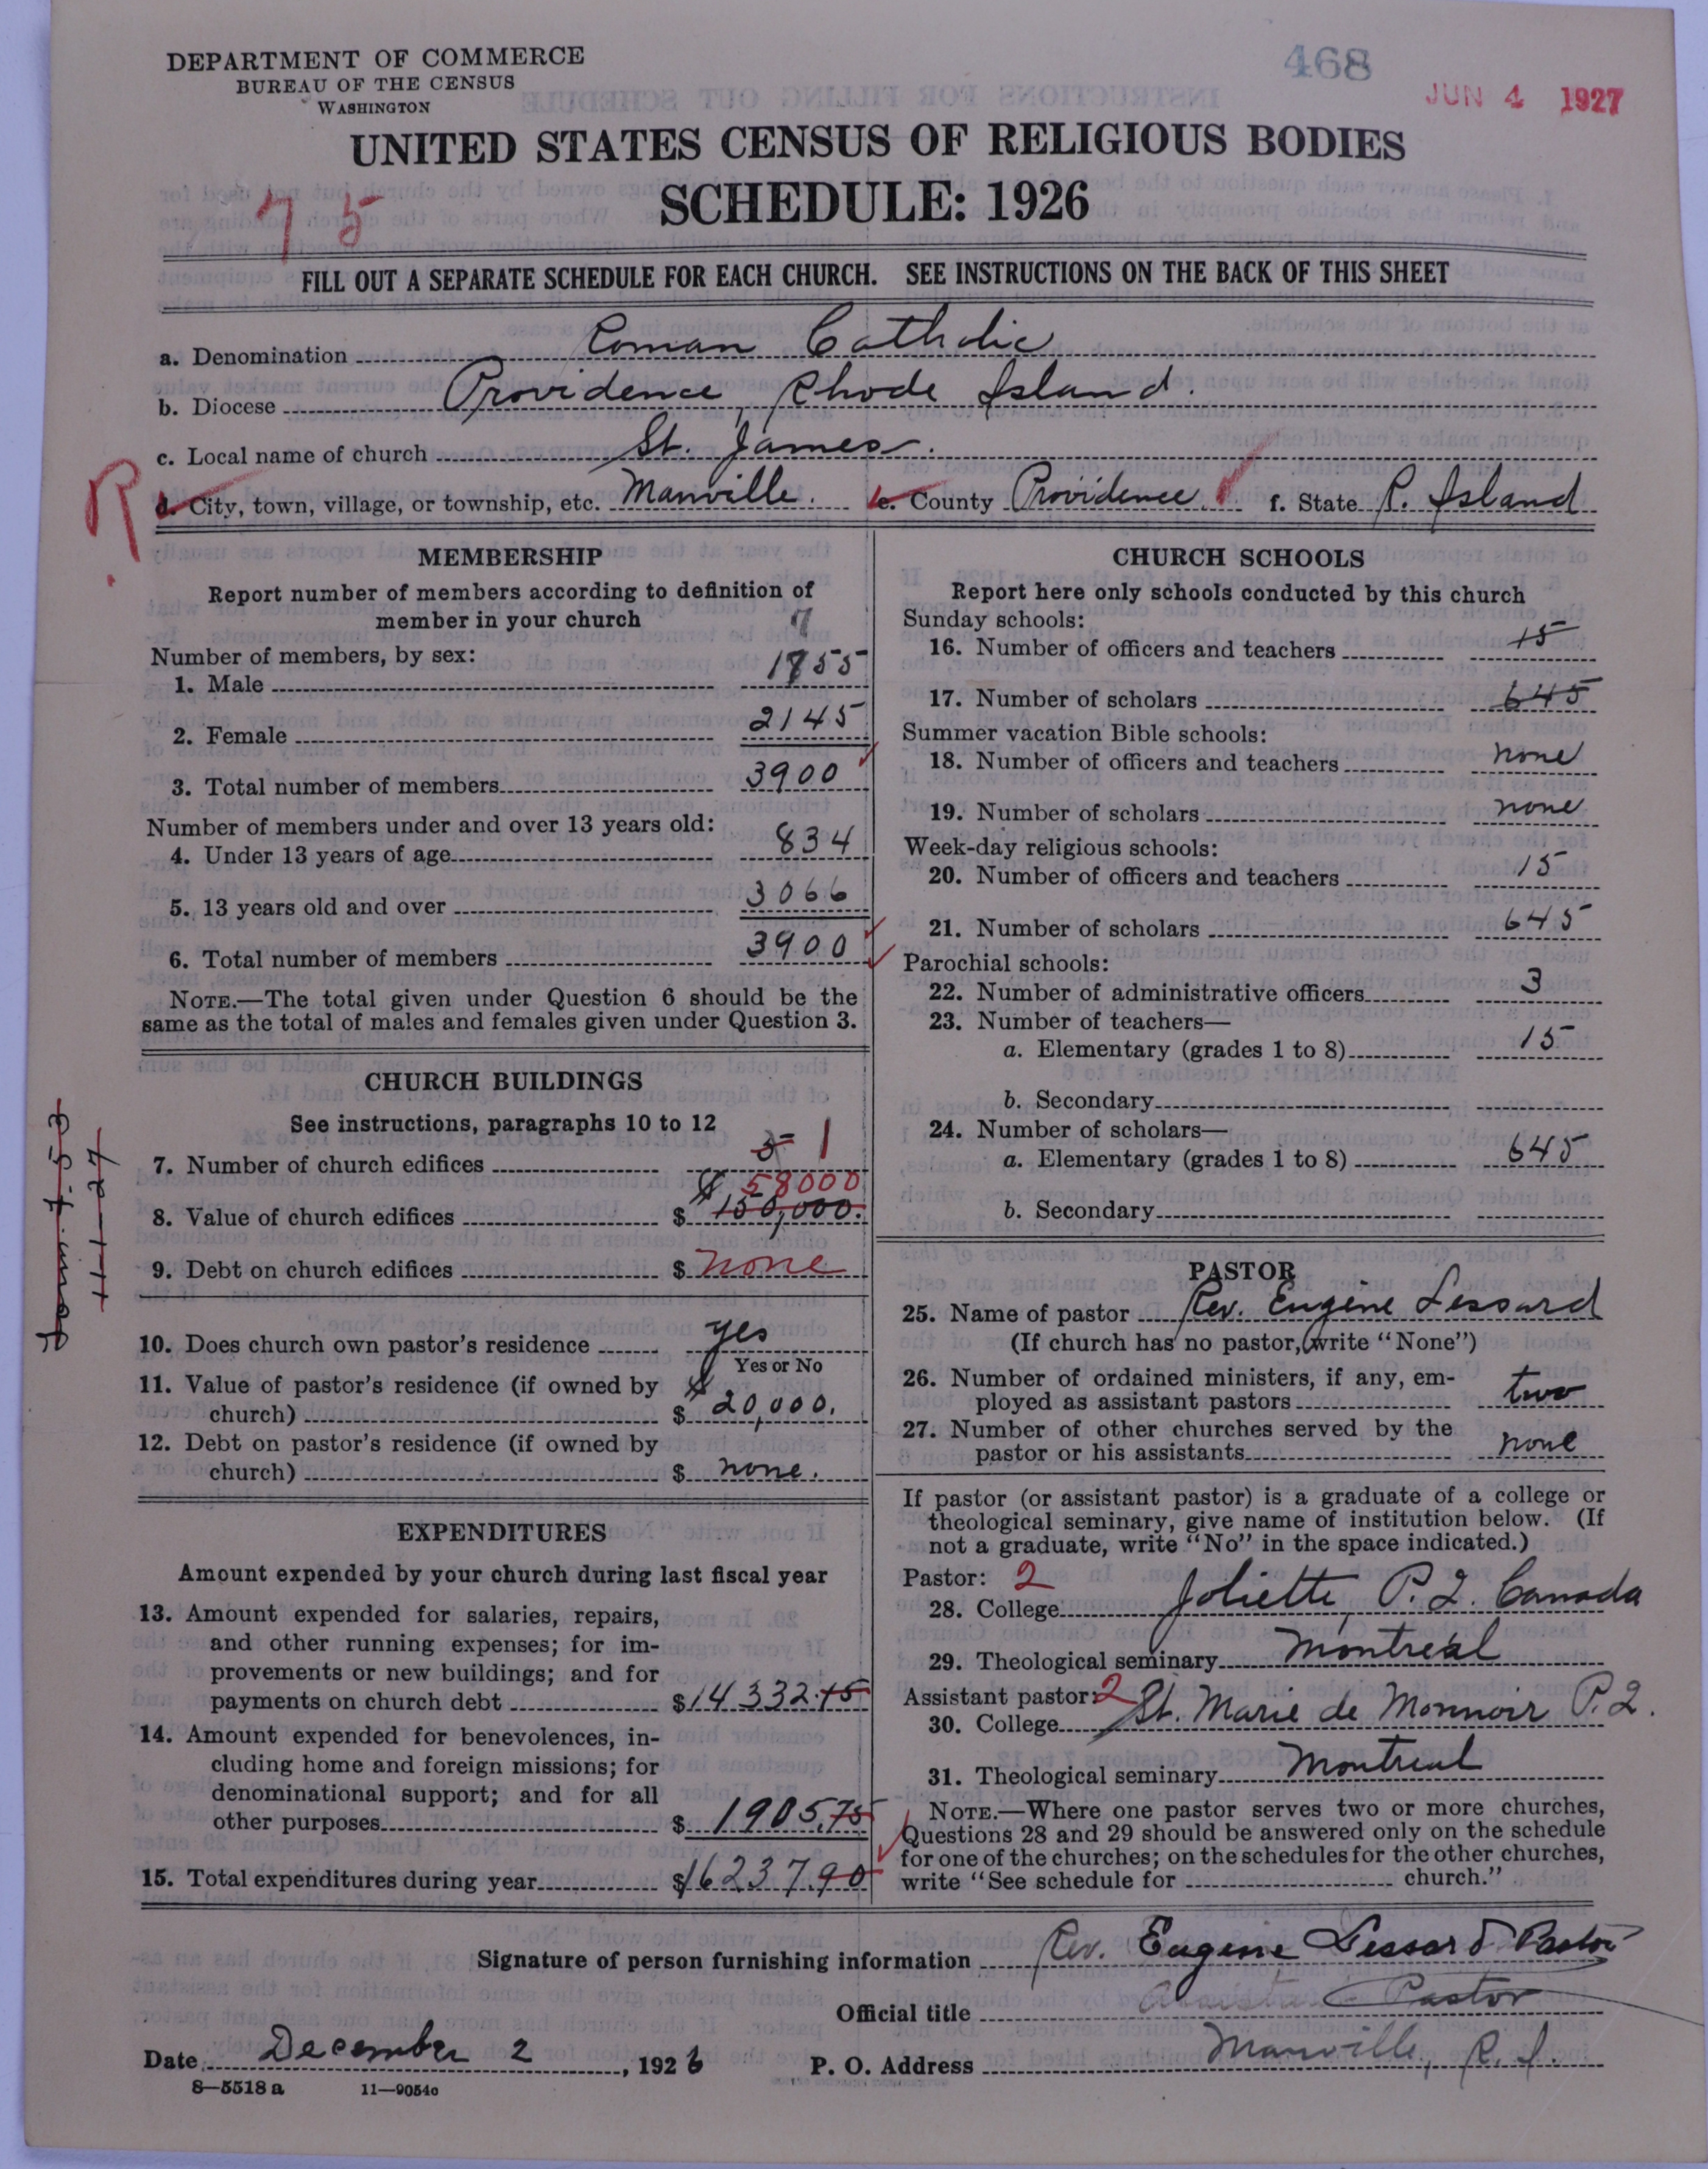 DEPARTMENT OF COMMERCE
BUREAU OF THE CENSUS
WASHINGTON
468
JUN 4 1927
UNITED STATES CENSUS OF RELIGIOUS BODIES
SCHEDULE: 1926
75
FILL OUT A SEPARATE SCHEDULE FOR EACH CHURCH. SEE INSTRUCTIONS ON THE BACK OF THIS SHEET
a. Denomination Roman Catholic
b. Diocese Providence, Rhode Island.
c. Local name of church St. James.
R
d. City, town, village, or township, etc. Manville. e. County Providence. f. State R. Island
MEMBERSHIP
Report number of members according to definition of
member in your church
7
Number of members, by sex:
1. Male 1755
2. Female 2145
3. Total number of members 3900
Number of members under and over 13 years old:
4. Under 13 years of age 834
5. 13 years old and over 3066
6. Total number of members 3900
NOTE.—The total given under Question 6 should be the
same as the total of males and females given under Question 3.
CHURCH BUILDINGS
See instructions, paragraphs 10 to 12
7. Number of church edifices 1
58000
8. Value of church edifices $ 150,000.
9. Debt on church edifices $ none
10. Does church own pastor's residence yes
Yes or No
11. Value of pastor's residence (if owned by
church) $ 20,000.
12. Debt on pastor's residence (if owned by
church) $ none.
EXPENDITURES
Amount expended by your church during last fiscal year
13. Amount expended for salaries, repairs,
and other running expenses; for im-
provements or new buildings; and for
payments on church debt $14332.15
14. Amount expended for benevolences, in-
cluding home and foreign missions; for
denominational support; and for all
other purposes $ 1905.75
15. Total expenditures during year $16237.90
CHURCH SCHOOLS
Report here only schools conducted by this church
Sunday schools:
16. Number of officers and teachers 15
17. Number of scholars 645
Summer vacation Bible schools:
18. Number of officers and teachers none
19. Number of scholars none
Week-day religious schools:
20. Number of officers and teachers 15
21. Number of scholars 645
Parochial schools:
22. Number of administrative officers 3
23. Number of teachers—
a. Elementary (grades 1 to 8) 15
b. Secondary
24. Number of scholars—
a. Elementary (grades 1 to 8) 645
b. Secondary
PASTOR
25. Name of pastor Rev. Eugène Lessard
(If church has no pastor, write "None")
26. Number of ordained ministers, if any, em-
ployed as assistant pastors two
27. Number of other churches served by the
pastor or his assistants none
If pastor (or assistant pastor) is a graduate of a college or
theological seminary, give name of institution below. (If
not a graduate, write "No" in the space indicated.)
Pastor: 2
28. College Joliette, P.Q. Canada
29. Theological seminary Montreal
Assistant pastor: 2
30. College St. Marie de Monnoir P.Q.
31. Theological seminary Montreal
NOTE.—Where one pastor serves two or more churches,
Questions 28 and 29 should be answered only on the schedule
for one of the churches; on the schedules for the other churches,
write "See schedule for church."
Signature of person furnishing information Rev. Eugene Lessard Pastor
Official title Pastor
Date December 2, 1926 P. O. Address Manville, R. I.
8—5518 a 11—9054c